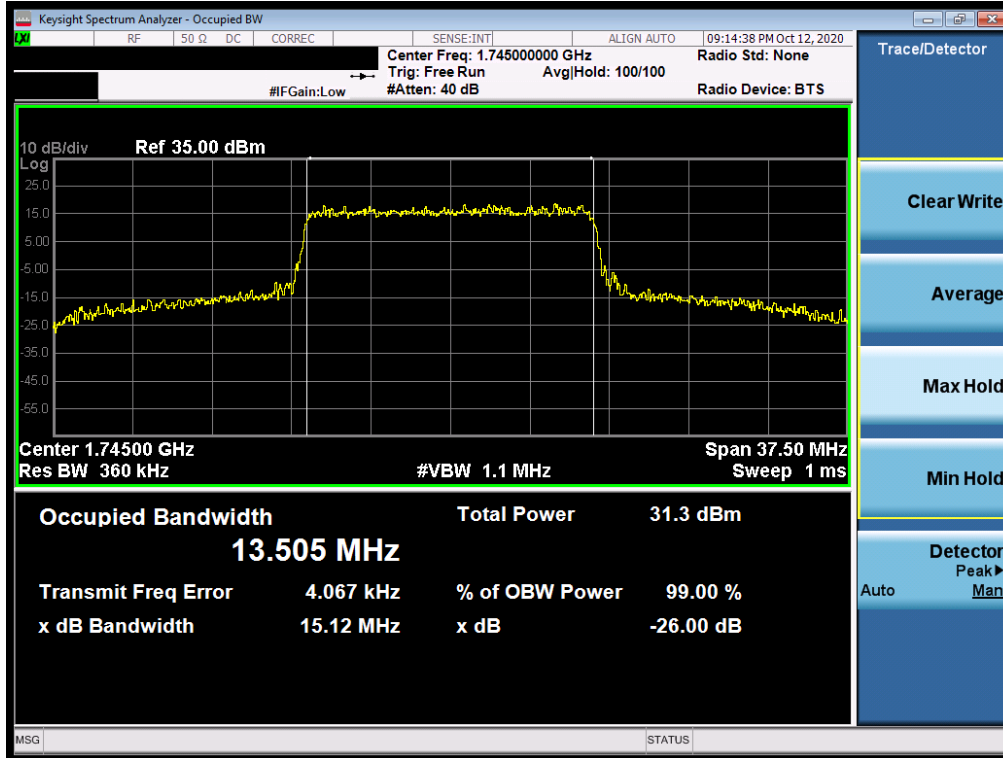 Keysight Spectrum Analyzer - Occupied BW
LXI RF 50 Ω DC CORREC SENSE:INT ALIGN AUTO 09:14:38 PM Oct 12, 2020
Center Freq: 1.745000000 GHz Radio Std: None
Trig: Free Run Avg|Hold: 100/100
#IFGain:Low #Atten: 40 dB Radio Device: BTS
Trace/Detector
10 dB/div Ref 35.00 dBm
Log
25.0
15.0
5.00
-5.00
-15.0
-25.0
-35.0
-45.0
-55.0
Center 1.74500 GHz Span 37.50 MHz
Res BW 360 kHz #VBW 1.1 MHz Sweep 1 ms
Occupied Bandwidth Total Power 31.3 dBm
13.505 MHz
Transmit Freq Error 4.067 kHz % of OBW Power 99.00 %
x dB Bandwidth 15.12 MHz x dB -26.00 dB
Clear Write
Average
Max Hold
Min Hold
Detector
Peak
Auto Man
MSG STATUS